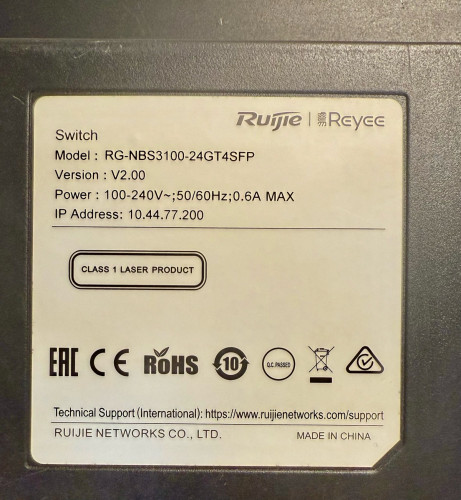 Ruijie | Reyee
Switch
Model : RG-NBS3100-24GT4SFP
Version : V2.00
Power : 100-240V~;50/60Hz;0.6A MAX
IP Address: 10.44.77.200
CLASS 1 LASER PRODUCT
EAC CE RoHS 10 Q.C. PASSED
Technical Support (International): https://www.ruijienetworks.com/support
RUIJIE NETWORKS CO., LTD. MADE IN CHINA